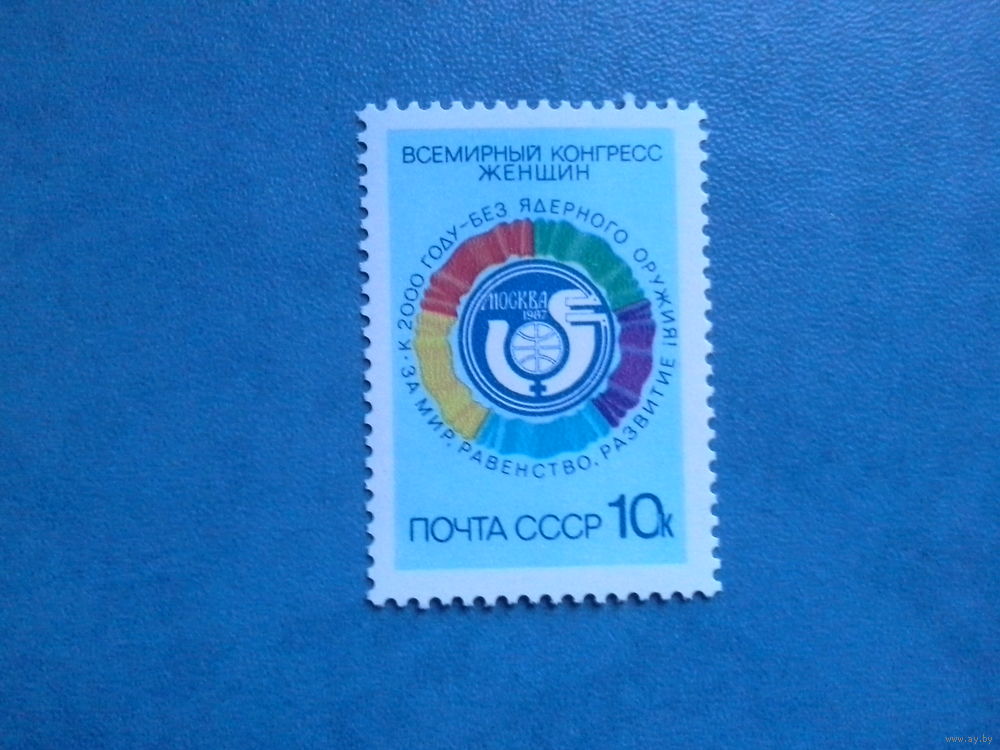 ВСЕМИРНЫЙ КОНГРЕСС
ЖЕНЩИН
К 2000 ГОДУ–БЕЗ ЯДЕРНОГО ОРУЖИЯ!
·ЗА МИР, РАВЕНСТВО, РАЗВИТИЕ!
МОСКВА
1987
ПОЧТА СССР 10к
www.ay.by